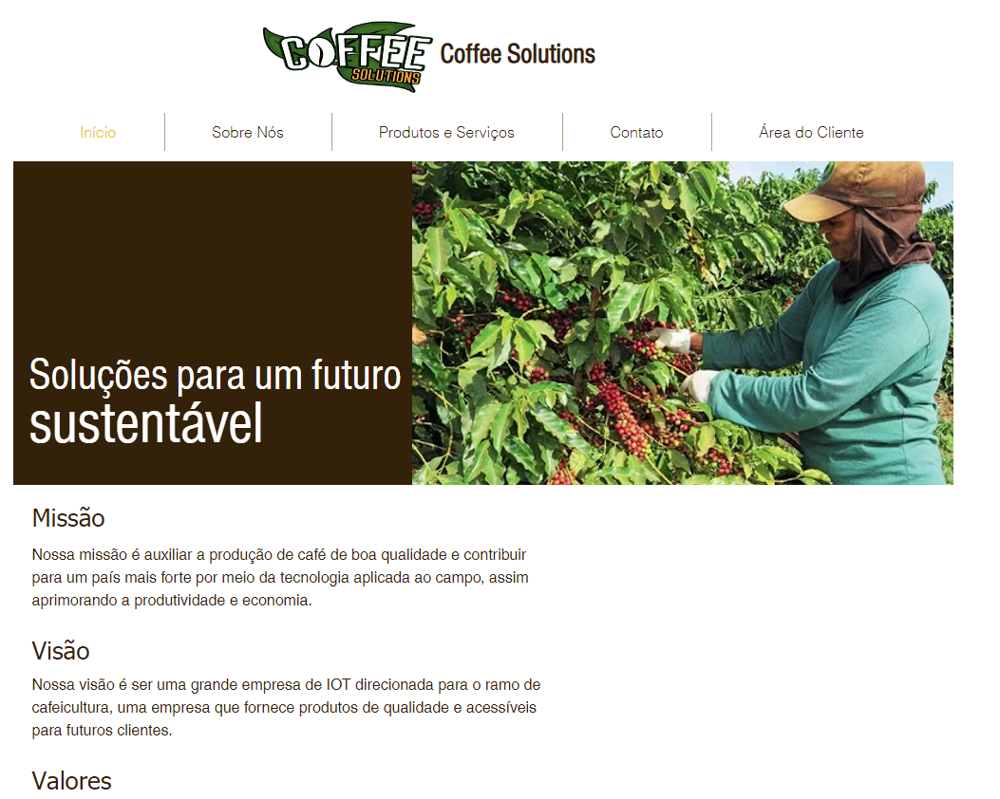 COFFEE
SOLUTIONS
Coffee Solutions
Início
Sobre Nós
Produtos e Serviços
Contato
Área do Cliente
Soluções para um futuro
sustentável
Missão
Nossa missão é auxiliar a produção de café de boa qualidade e contribuir
para um país mais forte por meio da tecnologia aplicada ao campo, assim
aprimorando a produtividade e economia.
Visão
Nossa visão é ser uma grande empresa de IOT direcionada para o ramo de
cafeicultura, uma empresa que fornece produtos de qualidade e acessíveis
para futuros clientes.
Valores